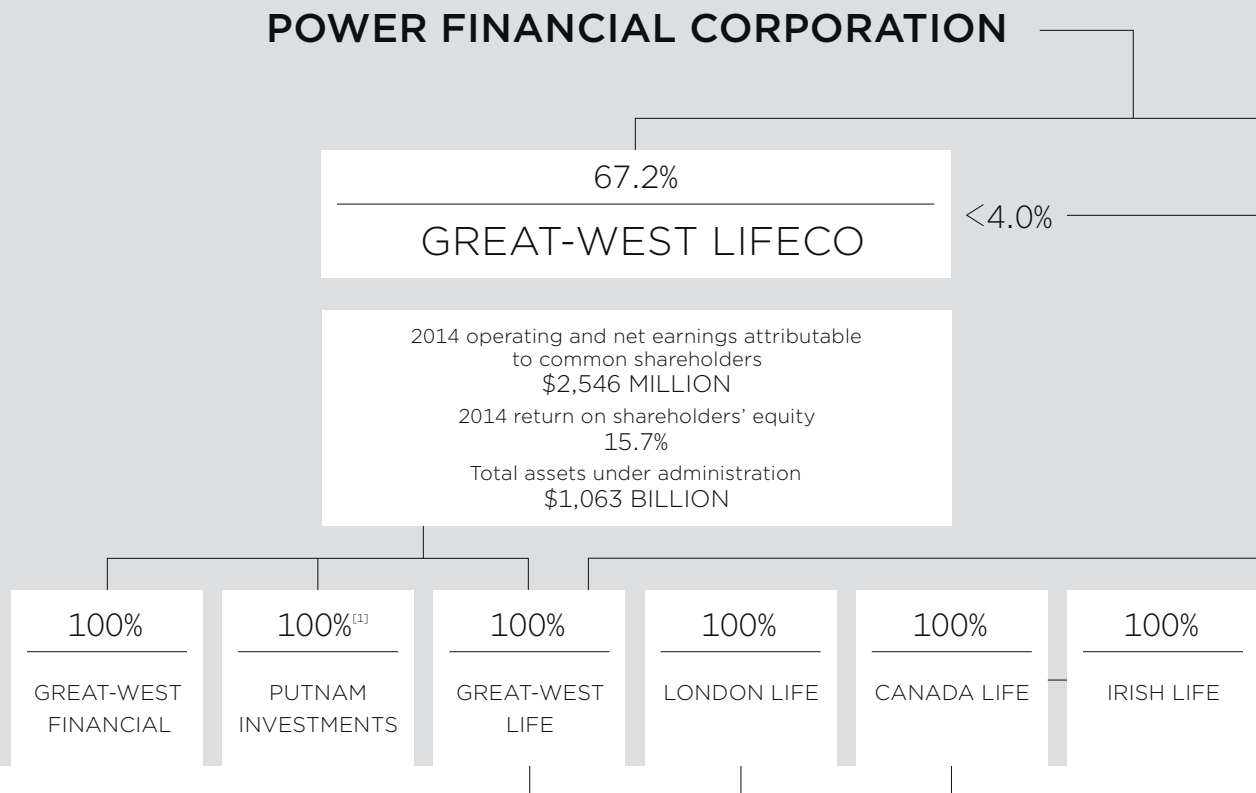 POWER FINANCIAL CORPORATION
67.2%
GREAT-WEST LIFECO
<4.0%
2014 operating and net earnings attributable
to common shareholders
$2,546 MILLION
2014 return on shareholders’ equity
15.7%
Total assets under administration
$1,063 BILLION
100%
GREAT-WEST
FINANCIAL
100%[1]
PUTNAM
INVESTMENTS
100%
GREAT-WEST
LIFE
100%
LONDON LIFE
100%
CANADA LIFE
100%
IRISH LIFE